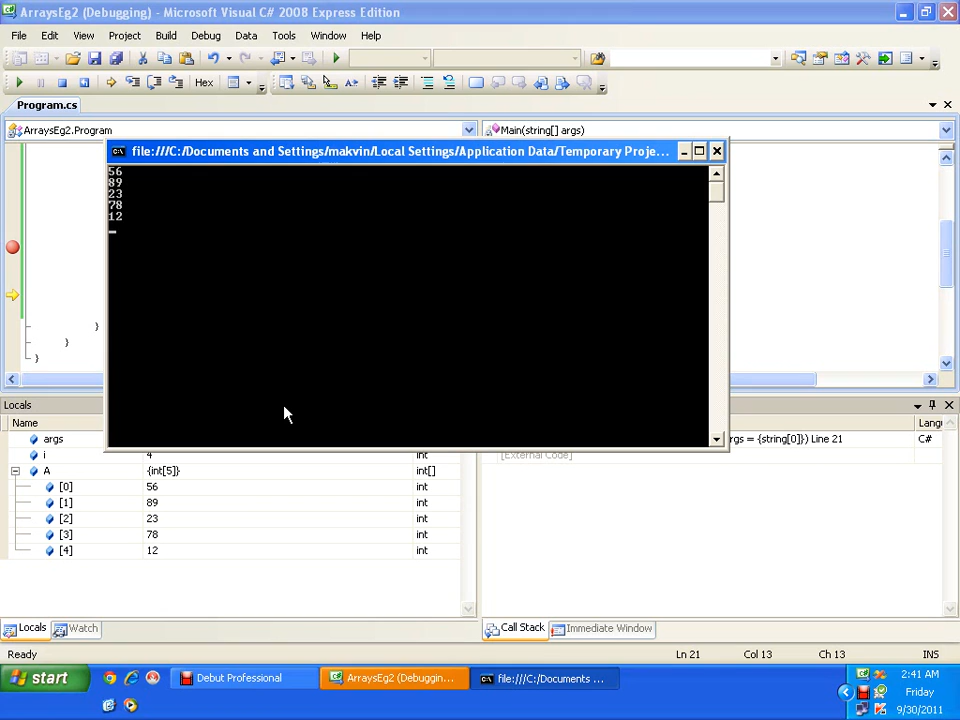 ArraysEg2 (Debugging) - Microsoft Visual C# 2008 Express Edition
File Edit View Project Build Debug Data Tools Window Help
Hex
Program.cs
ArraysEg2.Program
Main(string[] args)
file:///C:/Documents and Settings/makvin/Local Settings/Application Data/Temporary Proje...
56
89
23
78
12
}
}
}
Locals
Name
Langu
args
rgs = {string[0]}) Line 21 C#
i 4 int
[External Code]
A {int[5]} int[]
[0] 56 int
[1] 89 int
[2] 23 int
[3] 78 int
[4] 12 int
Locals Watch
Call Stack Immediate Window
Ready Ln 21 Col 13 Ch 13 INS
start Debut Professional ArraysEg2 (Debuggin... file:///C:/Documents ...
2:41 AM
Friday
9/30/2011